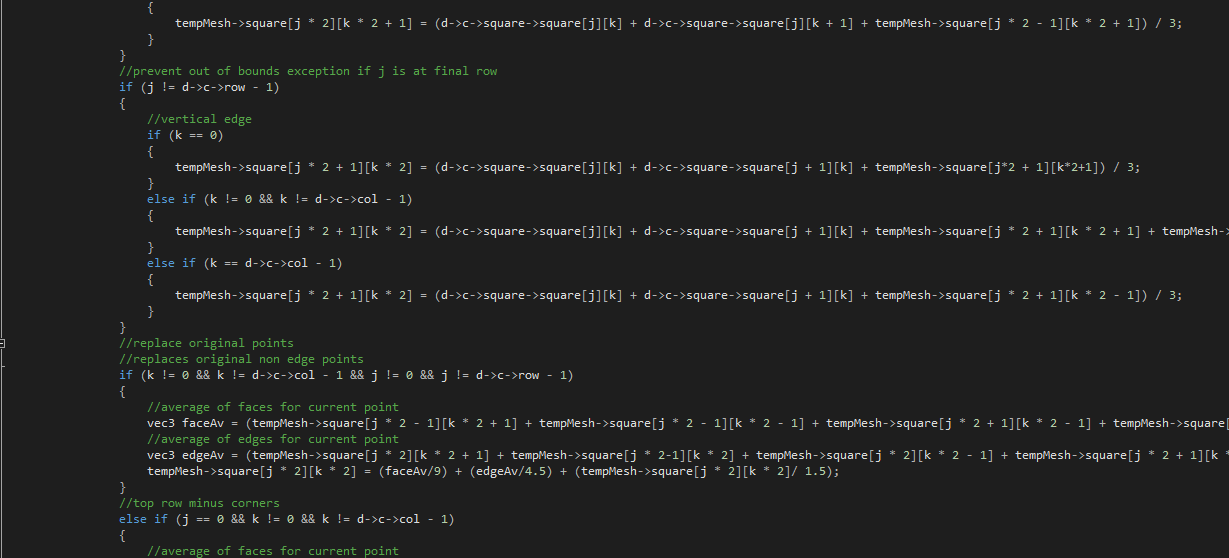 {
tempMesh->square[j * 2][k * 2 + 1] = (d->c->square->square[j][k] + d->c->square->square[j][k + 1] + tempMesh->square[j * 2 - 1][k * 2 + 1]) / 3;
}
}
//prevent out of bounds exception if j is at final row
if (j != d->c->row - 1)
{
//vertical edge
if (k == 0)
{
tempMesh->square[j * 2 + 1][k * 2] = (d->c->square->square[j][k] + d->c->square->square[j + 1][k] + tempMesh->square[j*2 + 1][k*2+1]) / 3;
}
else if (k != 0 && k != d->c->col - 1)
{
tempMesh->square[j * 2 + 1][k * 2] = (d->c->square->square[j][k] + d->c->square->square[j + 1][k] + tempMesh->square[j * 2 + 1][k * 2 + 1] + tempMesh->
}
else if (k == d->c->col - 1)
{
tempMesh->square[j * 2 + 1][k * 2] = (d->c->square->square[j][k] + d->c->square->square[j + 1][k] + tempMesh->square[j * 2 + 1][k * 2 - 1]) / 3;
}
}
//replace original points
//replaces original non edge points
if (k != 0 && k != d->c->col - 1 && j != 0 && j != d->c->row - 1)
{
//average of faces for current point
vec3 faceAv = (tempMesh->square[j * 2 - 1][k * 2 + 1] + tempMesh->square[j * 2 - 1][k * 2 - 1] + tempMesh->square[j * 2 + 1][k * 2 - 1] + tempMesh->square[
//average of edges for current point
vec3 edgeAv = (tempMesh->square[j * 2][k * 2 + 1] + tempMesh->square[j * 2-1][k * 2] + tempMesh->square[j * 2][k * 2 - 1] + tempMesh->square[j * 2 + 1][k *
tempMesh->square[j * 2][k * 2] = (faceAv/9) + (edgeAv/4.5) + (tempMesh->square[j * 2][k * 2]/ 1.5);
}
//top row minus corners
else if (j == 0 && k != 0 && k != d->c->col - 1)
{
//average of faces for current point